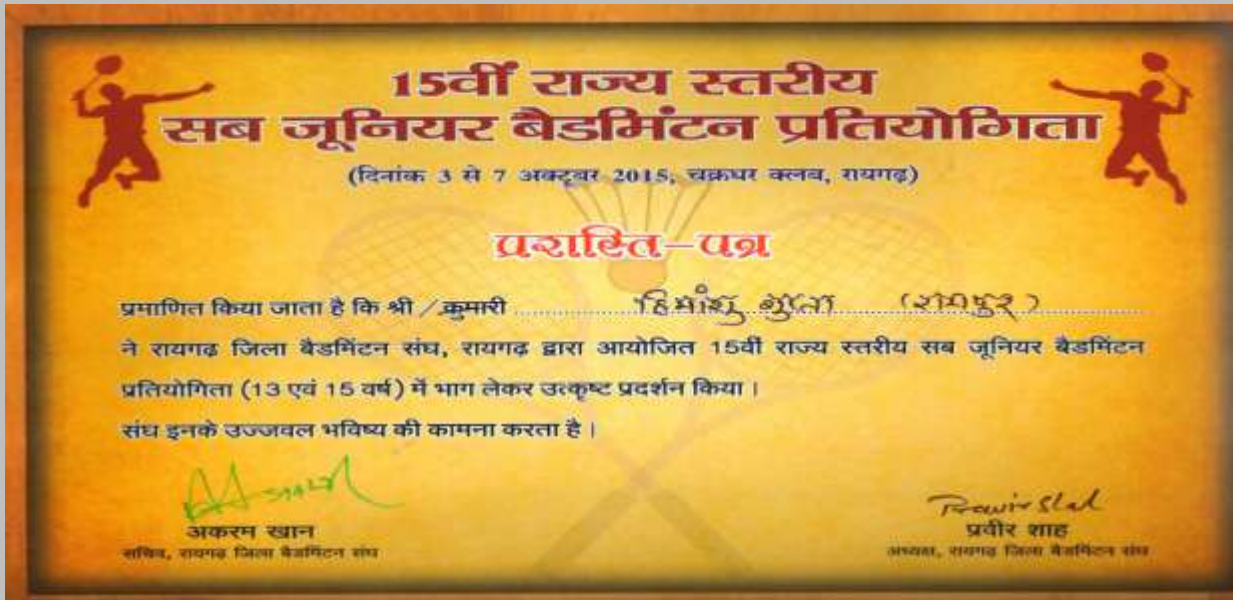 15वीं राज्य स्तरीय
सब जूनियर बैडमिंटन प्रतियोगिता
(दिनांक 3 से 7 अक्टूबर 2015, चक्रधर क्लब, रायगढ़)
प्रशस्ति-पत्र
प्रमाणित किया जाता है कि श्री / कुमारी हिमांशु गुप्ता
ने रायगढ़ जिला बैडमिंटन संघ, रायगढ़ द्वारा आयोजित 15वीं राज्य स्तरीय सब जूनियर बैडमिंटन
प्रतियोगिता (13 एवं 15 वर्ष) में भाग लेकर उत्कृष्ट प्रदर्शन किया।
संघ इनके उज्जवल भविष्य की कामना करता है।
Pravir Shah
अकरम खान
प्रवीर शाह
सचिव, रायगढ़ जिला बैडमिंटन संघ
अध्यक्ष, रायगढ़ जिला बैडमिंटन संघ